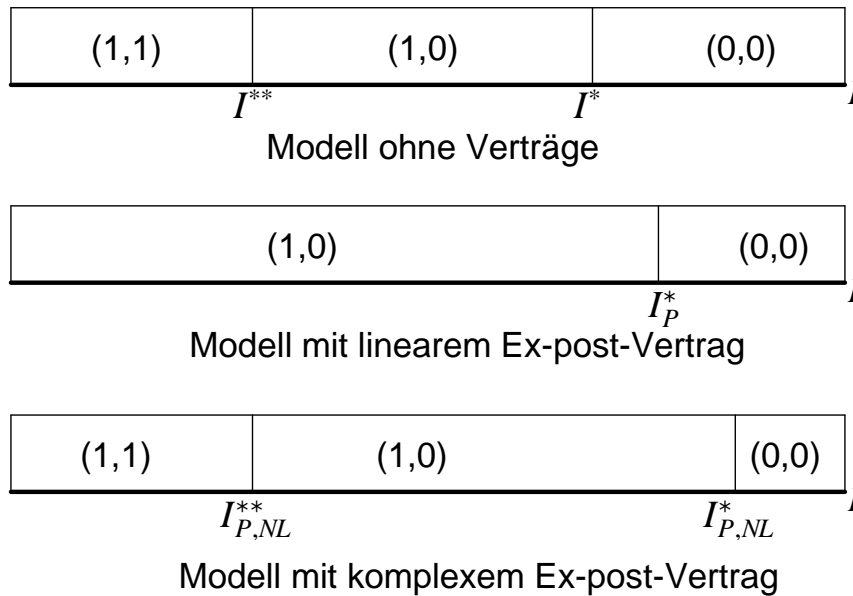 (1,1) (1,0) (0,0)
I** I* I
Modell ohne Verträge
(1,0) (0,0)
I*_P I
Modell mit linearem Ex-post-Vertrag
(1,1) (1,0) (0,0)
I**_{P,NL} I*_{P,NL} I
Modell mit komplexem Ex-post-Vertrag